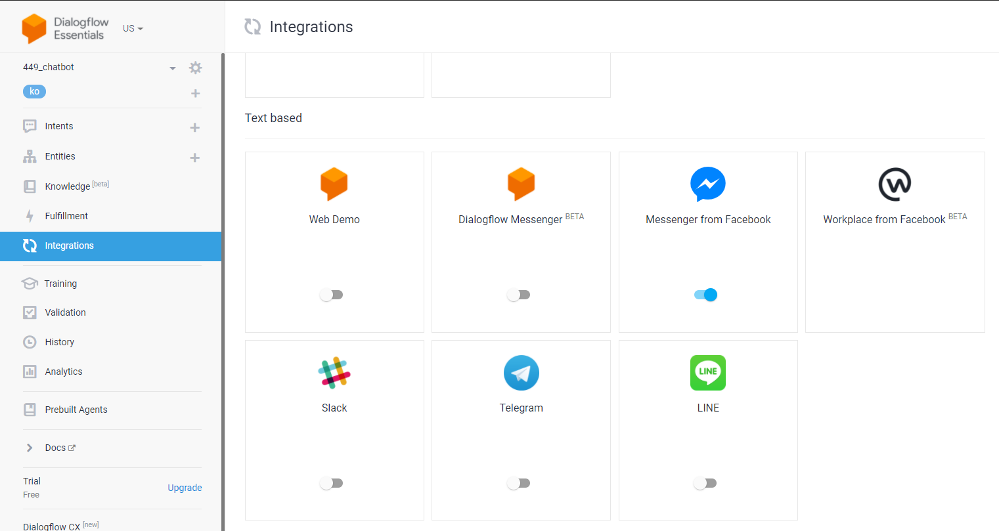 Dialogflow
Essentials
US
Integrations
449_chatbot
ko
Intents
Entities
Knowledge [beta]
Fulfillment
Integrations
Training
Validation
History
Analytics
Prebuilt Agents
Docs
Trial
Free
Upgrade
Dialogflow CX [new]
Text based
Web Demo
Dialogflow Messenger BETA
Messenger from Facebook
Workplace from Facebook BETA
Slack
Telegram
LINE
LINE